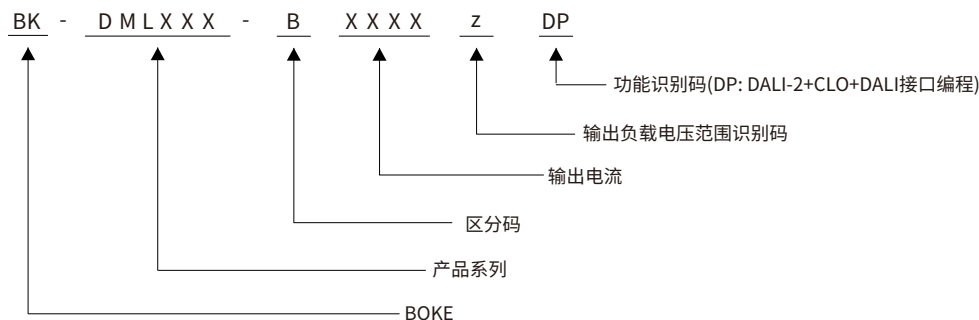 BK - DMLXXX - B XXXX z DP
功能识别码(DP: DALI-2+CLO+DALI接口编程)
输出负载电压范围识别码
输出电流
区分码
产品系列
BOKE